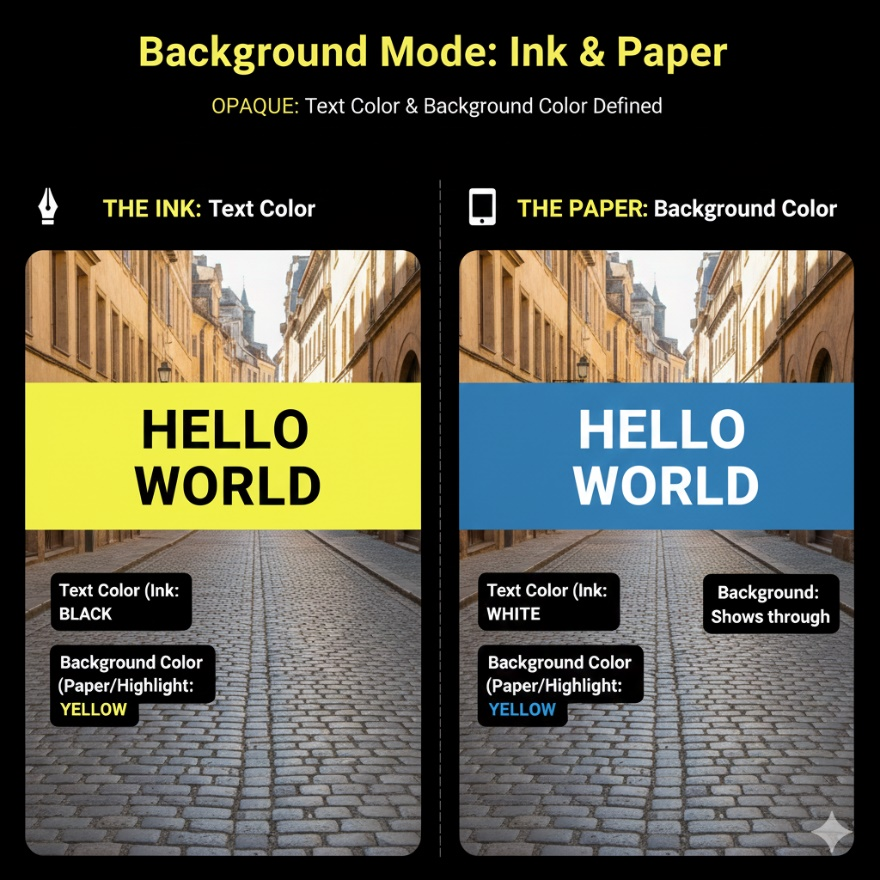 Background Mode: Ink & Paper
OPAQUE: Text Color & Background Color Defined
THE INK: Text Color
HELLO
WORLD
Text Color (Ink:
BLACK
Background Color
(Paper/Highlight:
YELLOW
THE PAPER: Background Color
HELLO
WORLD
Text Color (Ink:
WHITE
Background:
Shows through
Background Color
(Paper/Highlight:
YELLOW